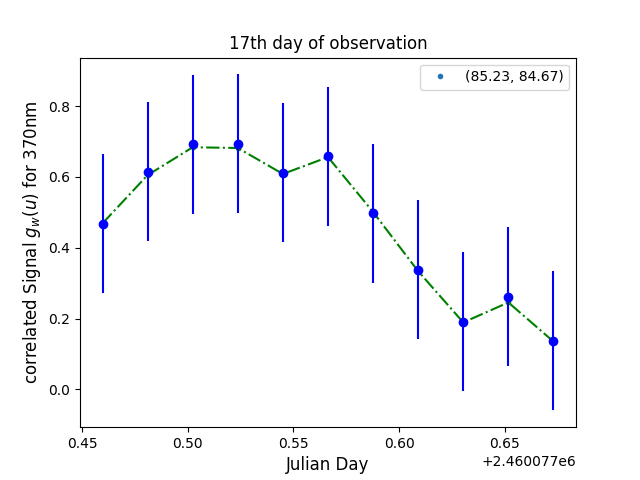 17th day of observation
(85.23, 84.67)
correlated Signal g_w(u) for 370nm
0.8
0.6
0.4
0.2
0.0
0.45
0.50
0.55
0.60
0.65
+2.460077e6
Julian Day